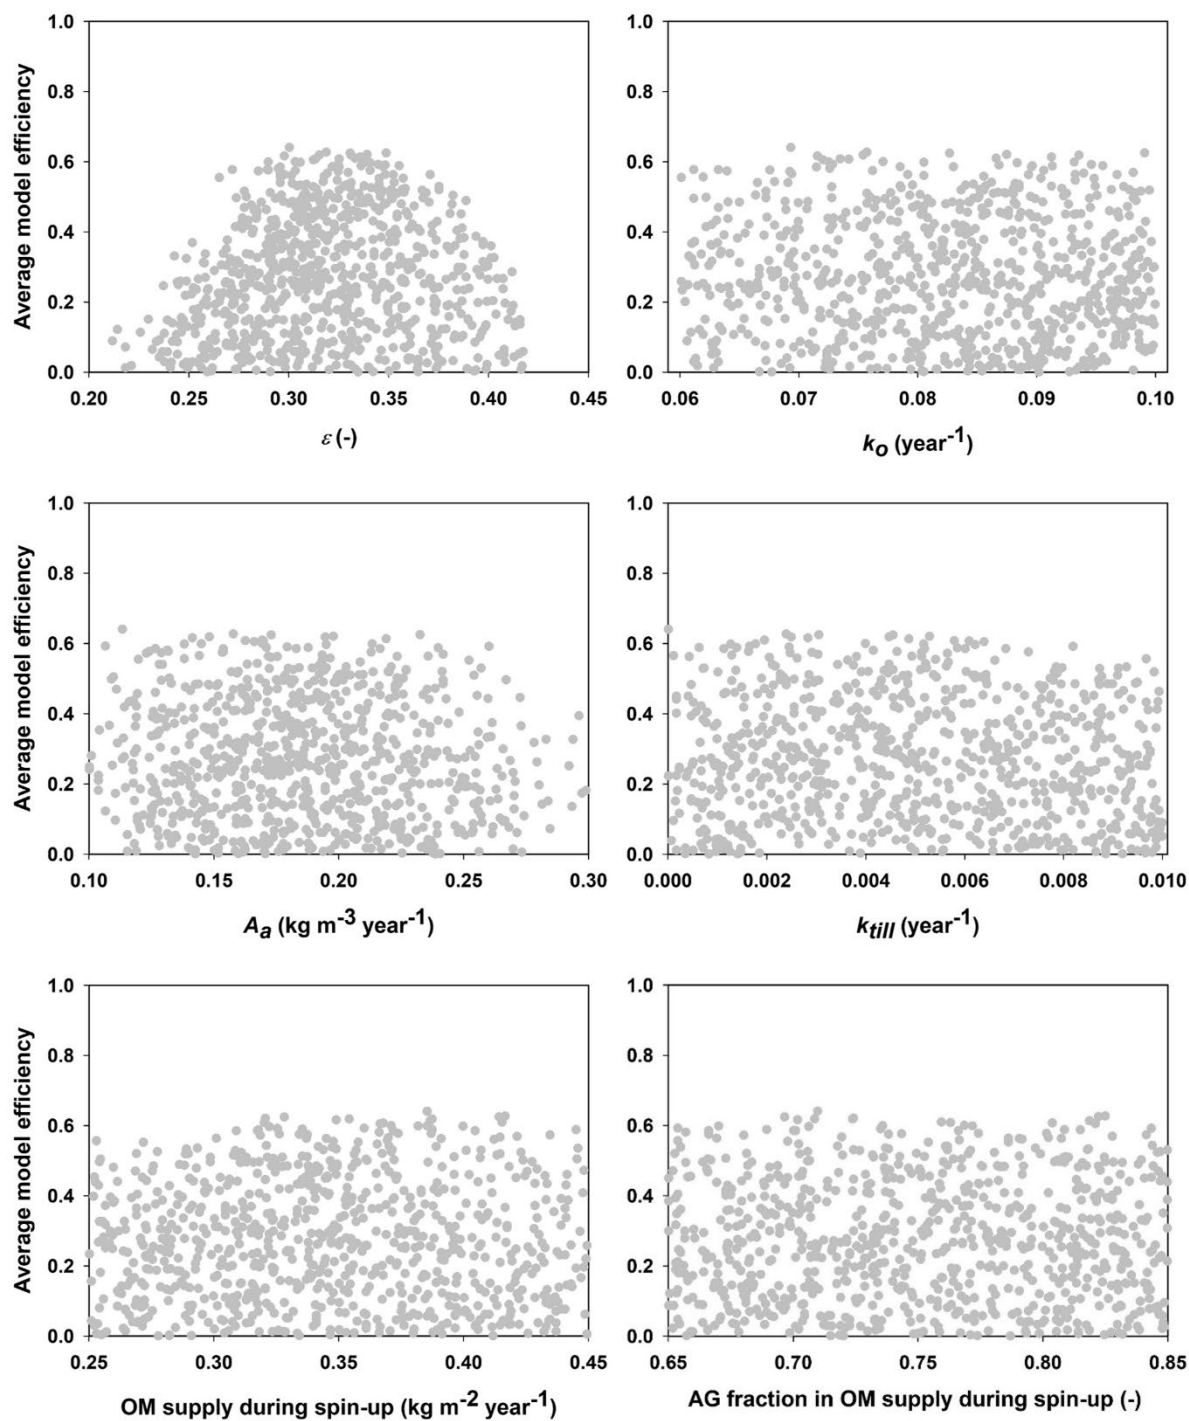 1.0
0.8
0.6
0.4
0.2
0.0
Average model efficiency
0.20 0.25 0.30 0.35 0.40 0.45
ε (-)
1.0
0.8
0.6
0.4
0.2
0.0
0.06 0.07 0.08 0.09 0.10
k_o (year⁻¹)
1.0
0.8
0.6
0.4
0.2
0.0
Average model efficiency
0.10 0.15 0.20 0.25 0.30
A_a (kg m⁻³ year⁻¹)
1.0
0.8
0.6
0.4
0.2
0.0
0.000 0.002 0.004 0.006 0.008 0.010
k_till (year⁻¹)
1.0
0.8
0.6
0.4
0.2
0.0
Average model efficiency
0.25 0.30 0.35 0.40 0.45
OM supply during spin-up (kg m⁻² year⁻¹)
1.0
0.8
0.6
0.4
0.2
0.0
0.65 0.70 0.75 0.80 0.85
AG fraction in OM supply during spin-up (-)